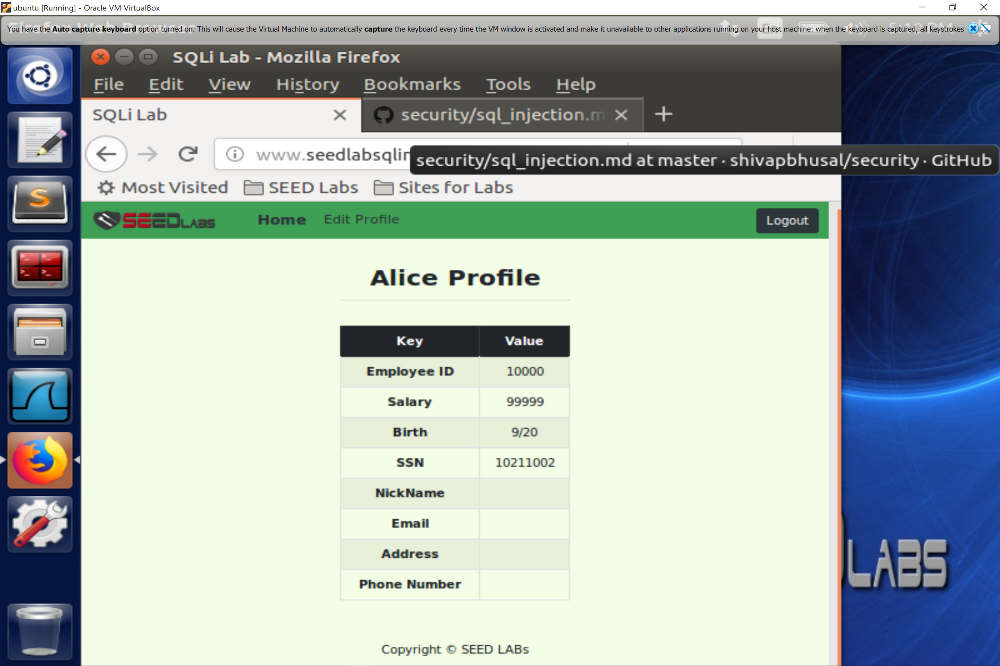 ubuntu [Running] - Oracle VM VirtualBox
You have the Auto capture keyboard option turned on. This will cause the Virtual Machine to automatically capture the keyboard every time the VM window is activated and make it unavailable to other applications running on your host machine: when the keyboard is captured, all keystrokes
SQLi Lab - Mozilla Firefox
File Edit View History Bookmarks Tools Help
SQLi Lab security/sql_injection.m
www.seedlabsqlin
security/sql_injection.md at master · shivapbhusal/security · GitHub
Most Visited SEED Labs Sites for Labs
SEEDLABS Home Edit Profile Logout
Alice Profile
Key Value
Employee ID 10000
Salary 99999
Birth 9/20
SSN 10211002
NickName
Email
Address
Phone Number
LABS
Copyright © SEED LABs